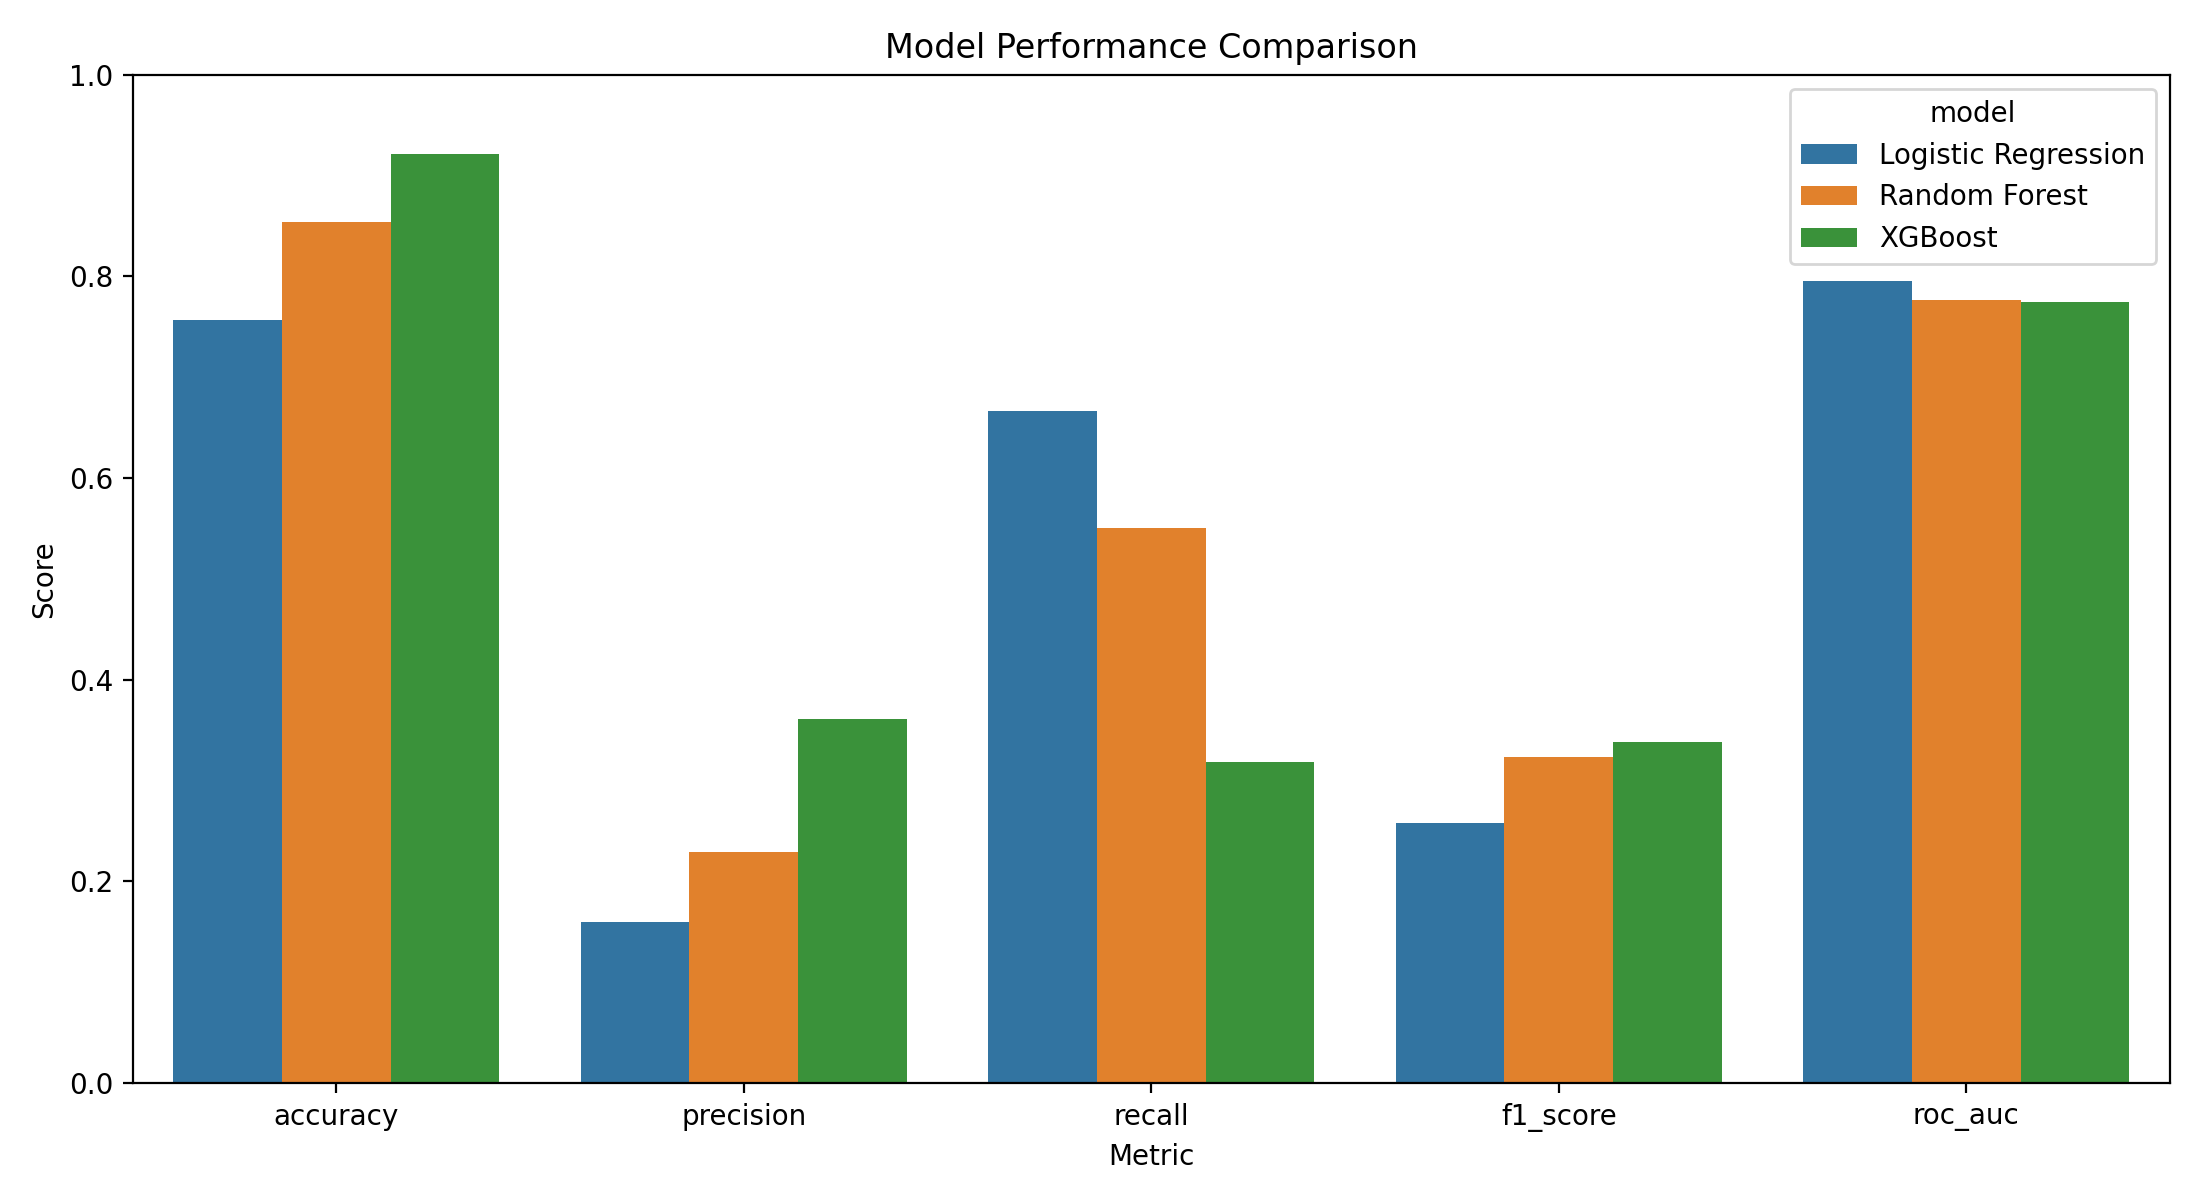 Model Performance Comparison
1.0
0.8
0.6
0.4
0.2
0.0
Score
model
Logistic Regression
Random Forest
XGBoost
accuracy precision recall f1_score roc_auc
Metric